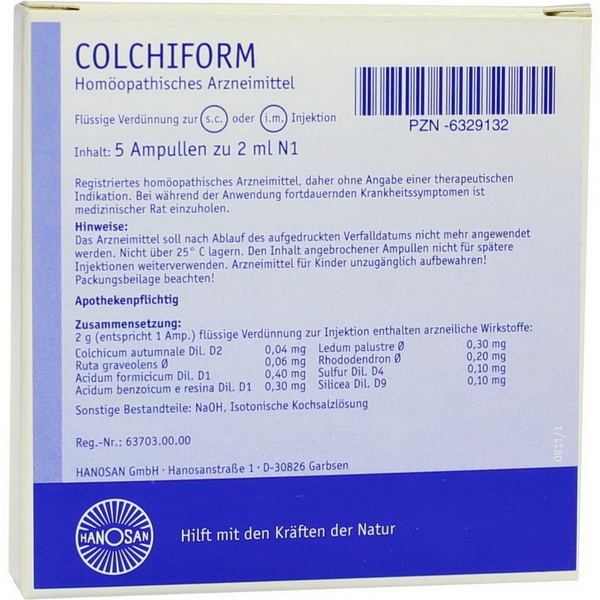 COLCHIFORM
Homöopathisches Arzneimittel
Flüssige Verdünnung zur s.c. oder i.m. Injektion
PZN -6329132
Inhalt: 5 Ampullen zu 2 ml N1
Registriertes homöopathisches Arzneimittel, daher ohne Angabe einer therapeutischen
Indikation. Bei während der Anwendung fortdauernden Krankheitssymptomen ist
medizinischer Rat einzuholen.
Hinweise:
Das Arzneimittel soll nach Ablauf des aufgedruckten Verfalldatums nicht mehr angewendet
werden. Nicht über 25° C lagern. Den Inhalt angebrochener Ampullen nicht für spätere
Injektionen weiterverwenden. Arzneimittel für Kinder unzugänglich aufbewahren!
Packungsbeilage beachten!
Apothekenpflichtig
Zusammensetzung:
2 g (entspricht 1 Amp.) flüssige Verdünnung zur Injektion enthalten arzneiliche Wirkstoffe:
Colchicum autumnale Dil. D2 0,04 mg Ledum palustre Ø 0,30 mg
Ruta graveolens Ø 0,06 mg Rhododendron Ø 0,20 mg
Acidum formicicum Dil. D1 0,40 mg Sulfur Dil. D4 0,10 mg
Acidum benzoicum e resina Dil. D1 0,30 mg Silicea Dil. D9 0,10 mg
Sonstige Bestandteile: NaOH, Isotonische Kochsalzlösung
Reg.-Nr.: 63703.00.00
0811/1
HANOSAN GmbH · Hanosanstraße 1 · D-30826 Garbsen
HANOSAN
Hilft mit den Kräften der Natur